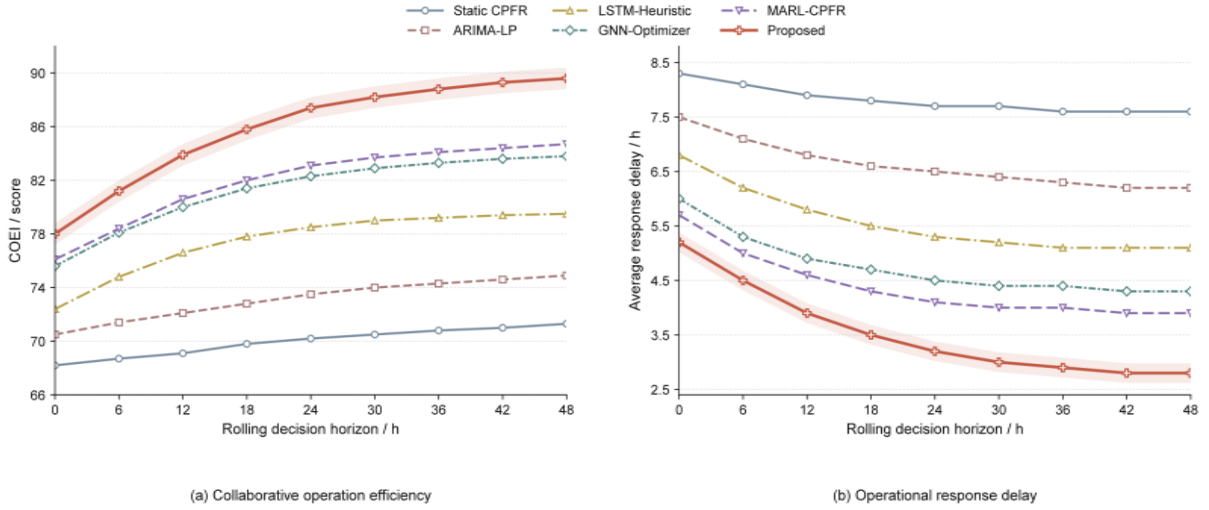 Static CPFR LSTM-Heuristic MARL-CPFR
ARIMA-LP GNN-Optimizer Proposed
COEI / score
90
86
82
78
74
70
66
0 6 12 18 24 30 36 42 48
Rolling decision horizon / h
(a) Collaborative operation efficiency
Average response delay / h
8.5
7.5
6.5
5.5
4.5
3.5
2.5
0 6 12 18 24 30 36 42 48
Rolling decision horizon / h
(b) Operational response delay